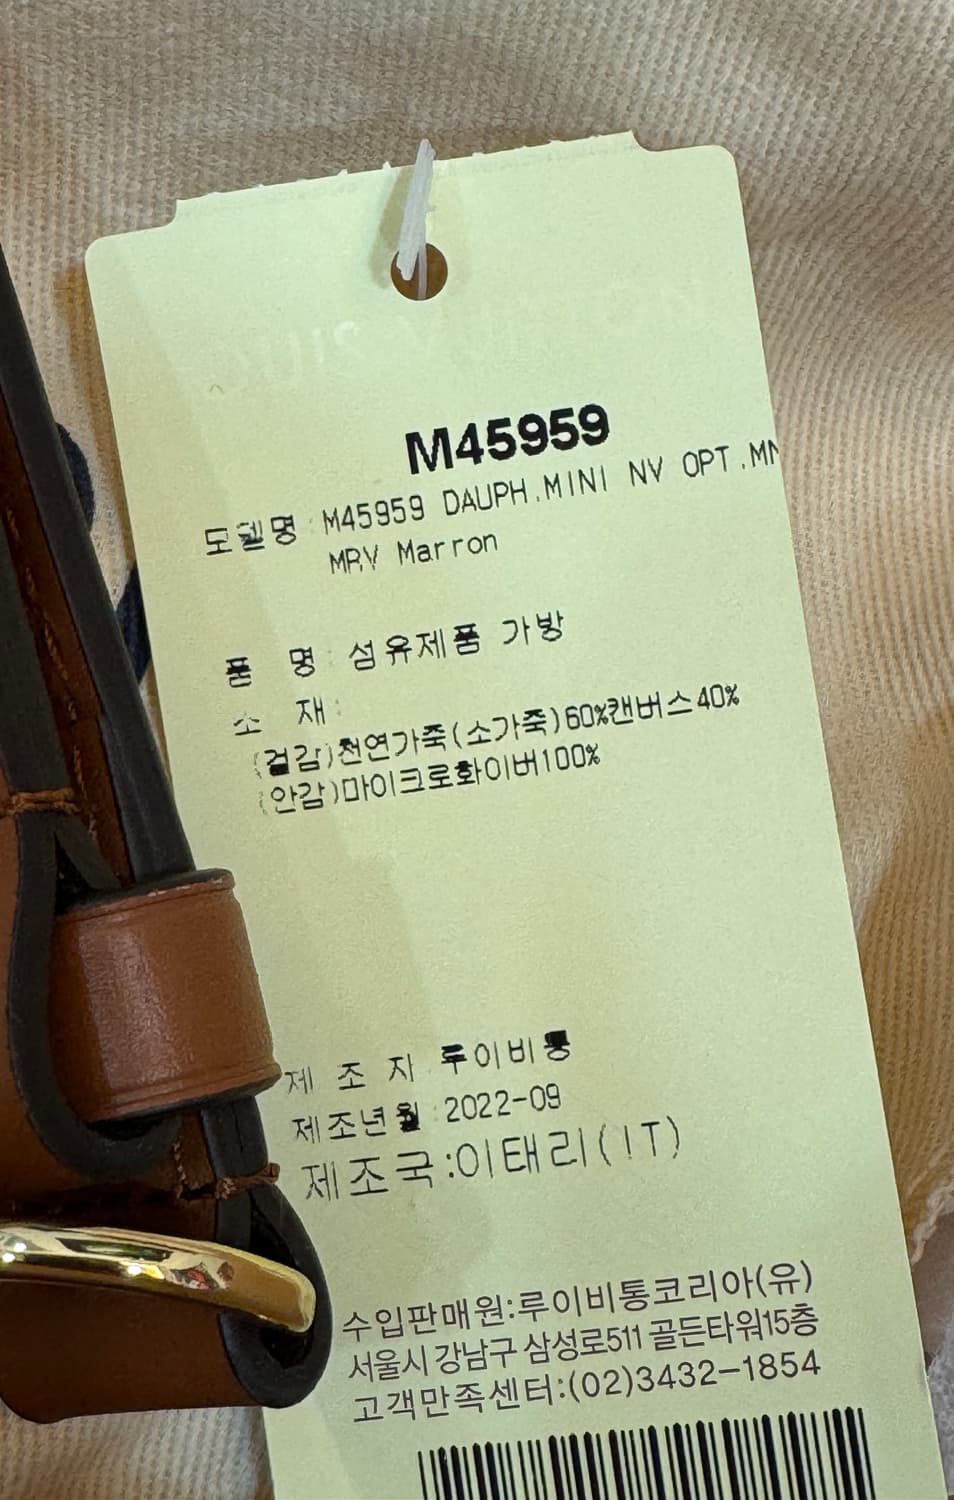 M45959
모델명 : M45959 DAUPH.MINI NV OPT.MN
MRV Marron
품 명 : 섬유제품 가방
소 재 :
(겉감)천연가죽(소가죽)60%캔버스40%
(안감)마이크로화이버100%
제 조 자 루이비통
제조년월 : 2022-09
제조국:이태리(IT)
수입판매원:루이비통코리아(유)
서울시 강남구 삼성로511 골든타워15층
고객만족센터:(02)3432-1854